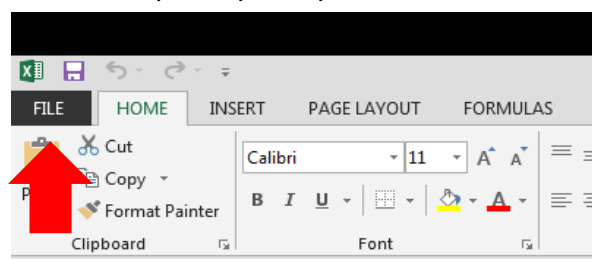 FILE HOME INSERT PAGE LAYOUT FORMULAS
Cut
Copy
Format Painter
Clipboard
Calibri 11 A A
B I U A
Font